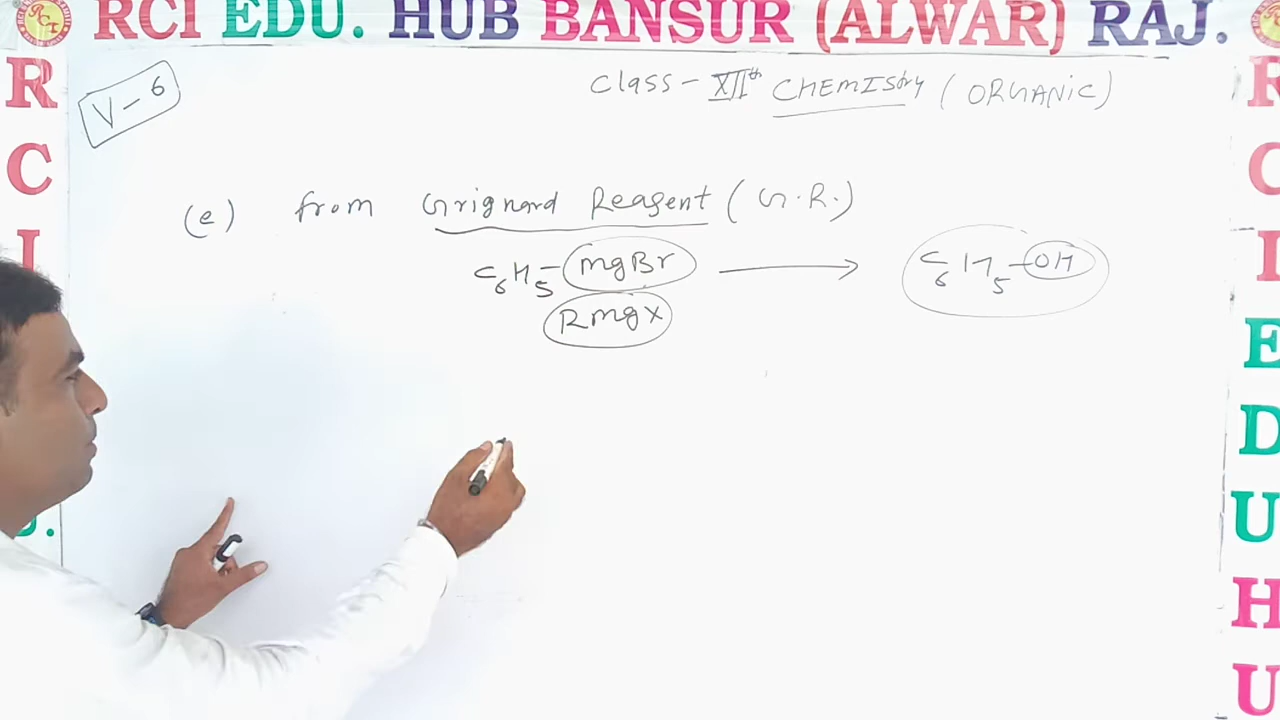 RCI EDU. HUB BANSUR (ALWAR) RAJ.
V-6
Class - XIIth CHEMIStry (ORGANIC)
(e) from Grignard Reagent (G.R.)
C6H5-MgBr → C6H5-OH
RMgX
R
C
I
D.
R
C
I
E
D
U
H
U